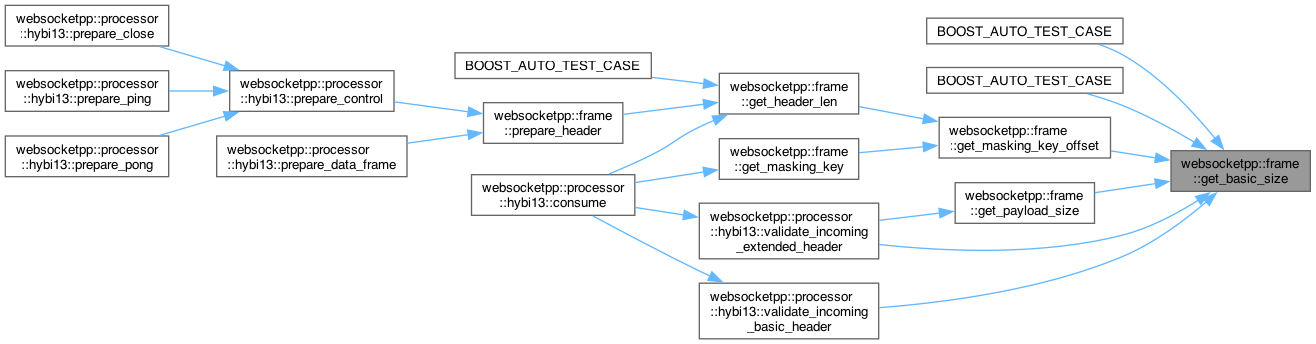 websocketpp::processor
::hybi13::prepare_close
websocketpp::processor
::hybi13::prepare_ping
websocketpp::processor
::hybi13::prepare_pong
websocketpp::processor
::hybi13::prepare_control
websocketpp::processor
::hybi13::prepare_data_frame
BOOST_AUTO_TEST_CASE
websocketpp::frame
::prepare_header
websocketpp::processor
::hybi13::consume
websocketpp::frame
::get_header_len
websocketpp::frame
::get_masking_key
websocketpp::processor
::hybi13::validate_incoming
_extended_header
websocketpp::processor
::hybi13::validate_incoming
_basic_header
BOOST_AUTO_TEST_CASE
BOOST_AUTO_TEST_CASE
websocketpp::frame
::get_masking_key_offset
websocketpp::frame
::get_payload_size
websocketpp::frame
::get_basic_size